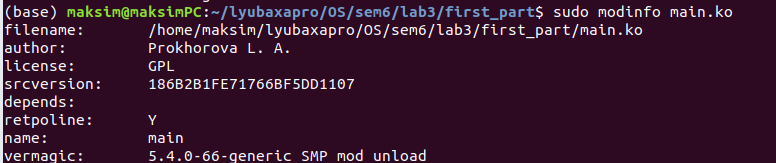 (base) maksim@maksimPC:~/lyubaxapro/OS/sem6/lab3/first_part$ sudo modinfo main.ko
filename:       /home/maksim/lyubaxapro/OS/sem6/lab3/first_part/main.ko
author:         Prokhorova L. A.
license:        GPL
srcversion:     186B2B1FE71766BF5DD1107
depends:
retpoline:      Y
name:           main
vermagic:       5.4.0-66-generic SMP mod_unload